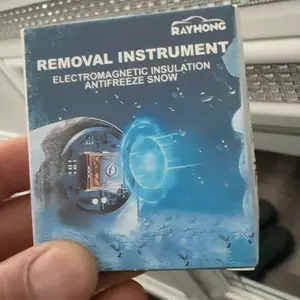 RAYHONG
REMOVAL INSTRUMENT
ELECTROMAGNETIC INSULATION
ANTIFREEZE SNOW